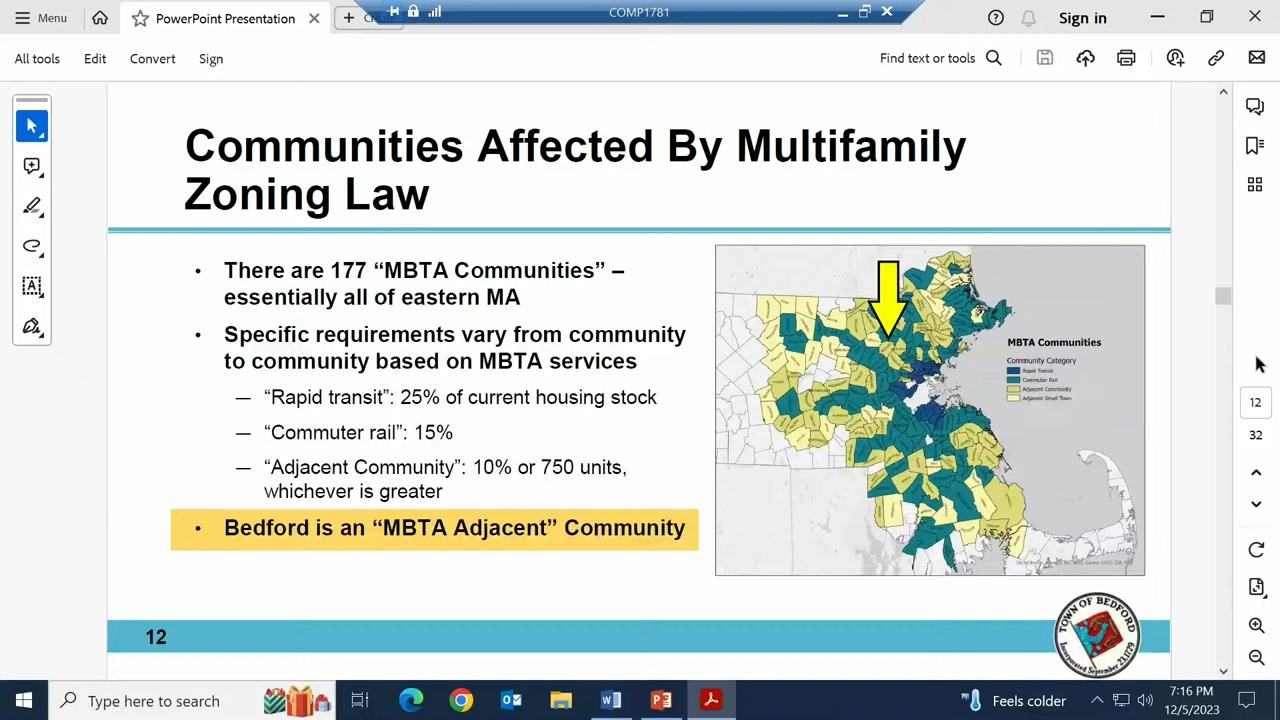 Menu
PowerPoint Presentation
COMP1781
Sign in
All tools
Edit
Convert
Sign
Find text or tools
Communities Affected By Multifamily
Zoning Law
• There are 177 “MBTA Communities” –
essentially all of eastern MA
• Specific requirements vary from community
to community based on MBTA services
— “Rapid transit”: 25% of current housing stock
— “Commuter rail”: 15%
— “Adjacent Community”: 10% or 750 units,
whichever is greater
• Bedford is an “MBTA Adjacent” Community
MBTA Communities
Community Category
Rapid Transit
Commuter Rail
Adjacent Community
Adjacent Small Town
12
TOWN OF BEDFORD
Incorporated September 23, 1729
12
32
Type here to search
Feels colder
7:16 PM
12/5/2023